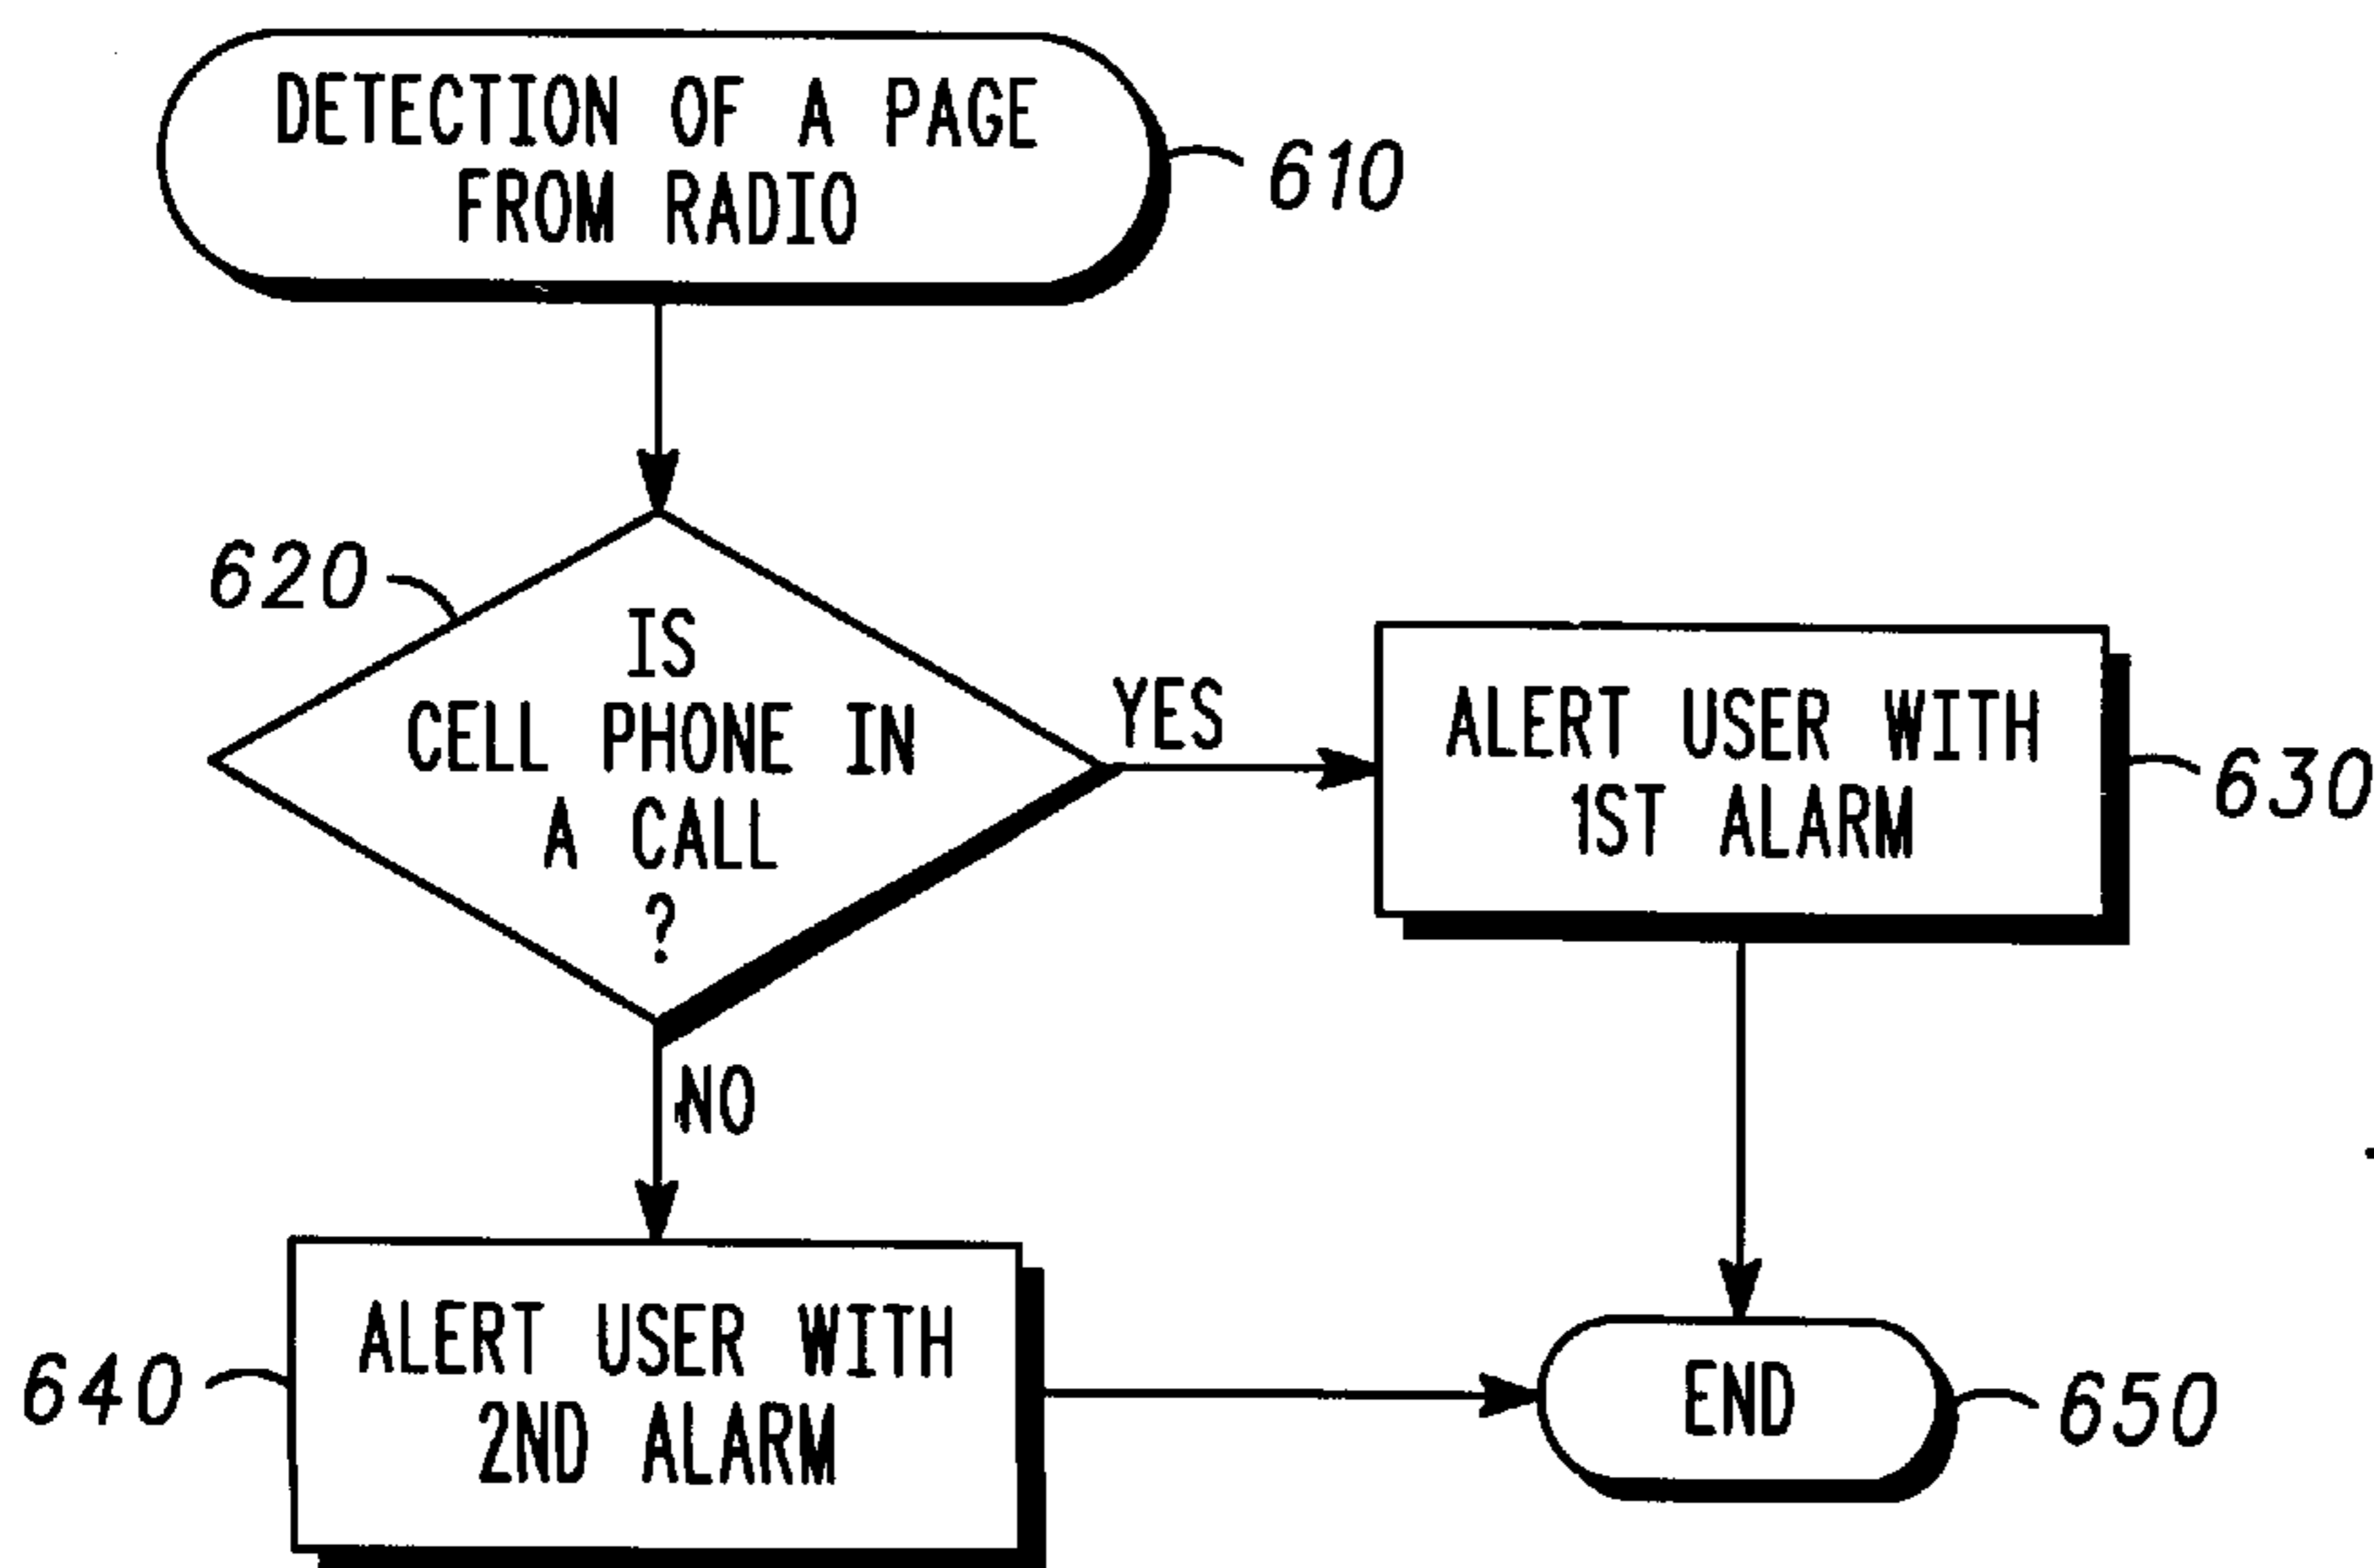 DETECTION OF A PAGE
FROM RADIO
610
620
IS
CELL PHONE IN
A CALL
?
YES
ALERT USER WITH
1ST ALARM
630
NO
ALERT USER WITH
2ND ALARM
640
END
650